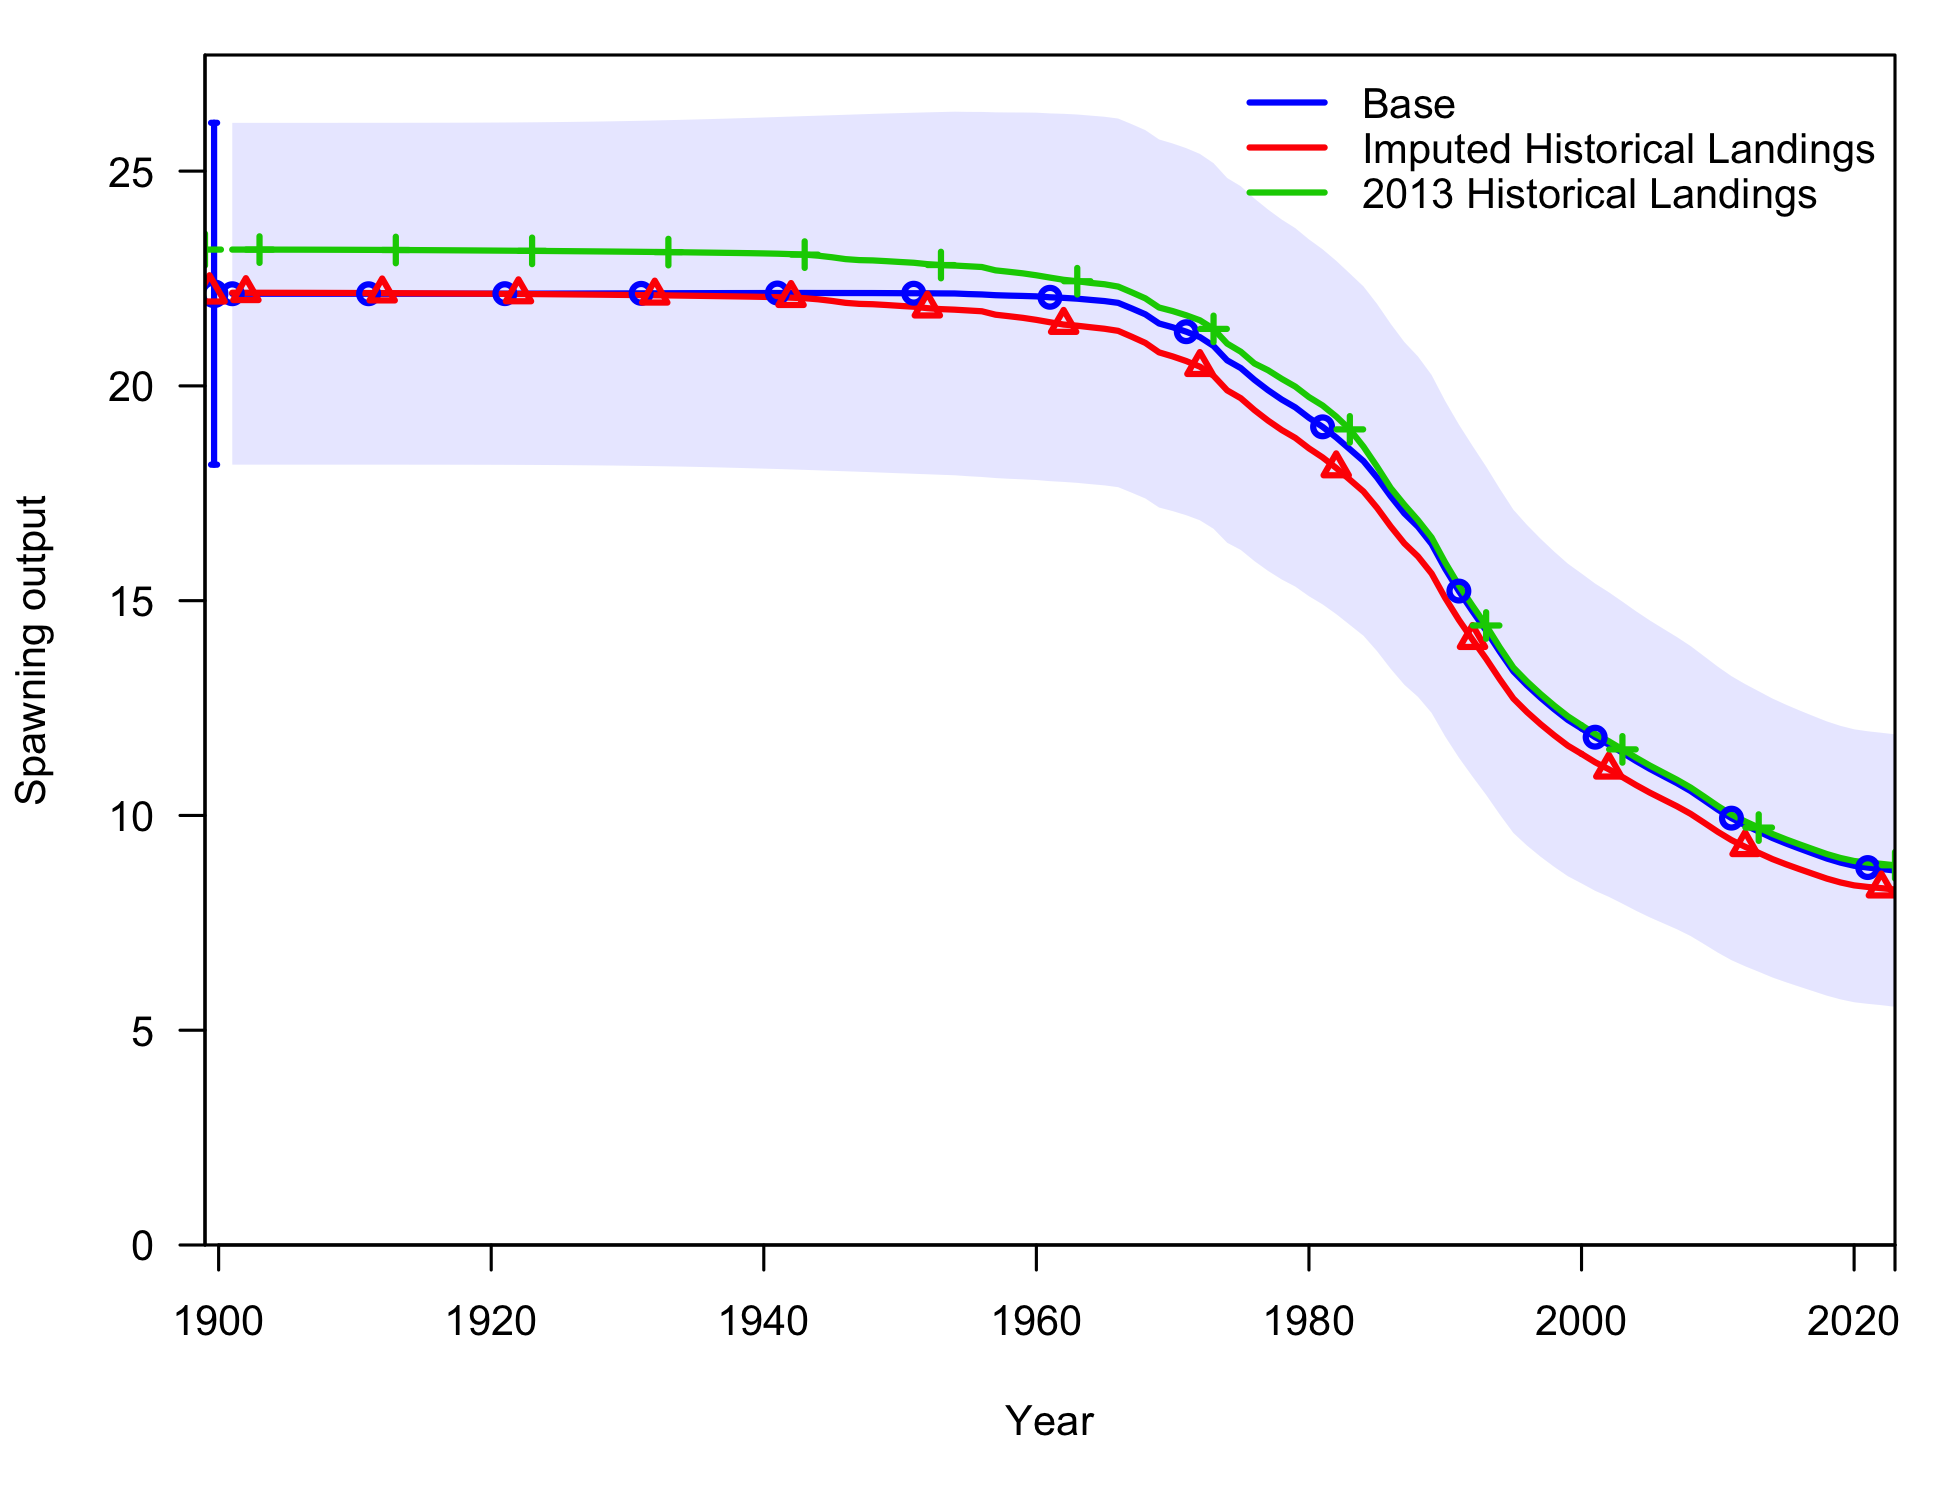 Base
Imputed Historical Landings
2013 Historical Landings
25
20
15
10
5
0
Spawning output
1900 1920 1940 1960 1980 2000 2020
Year